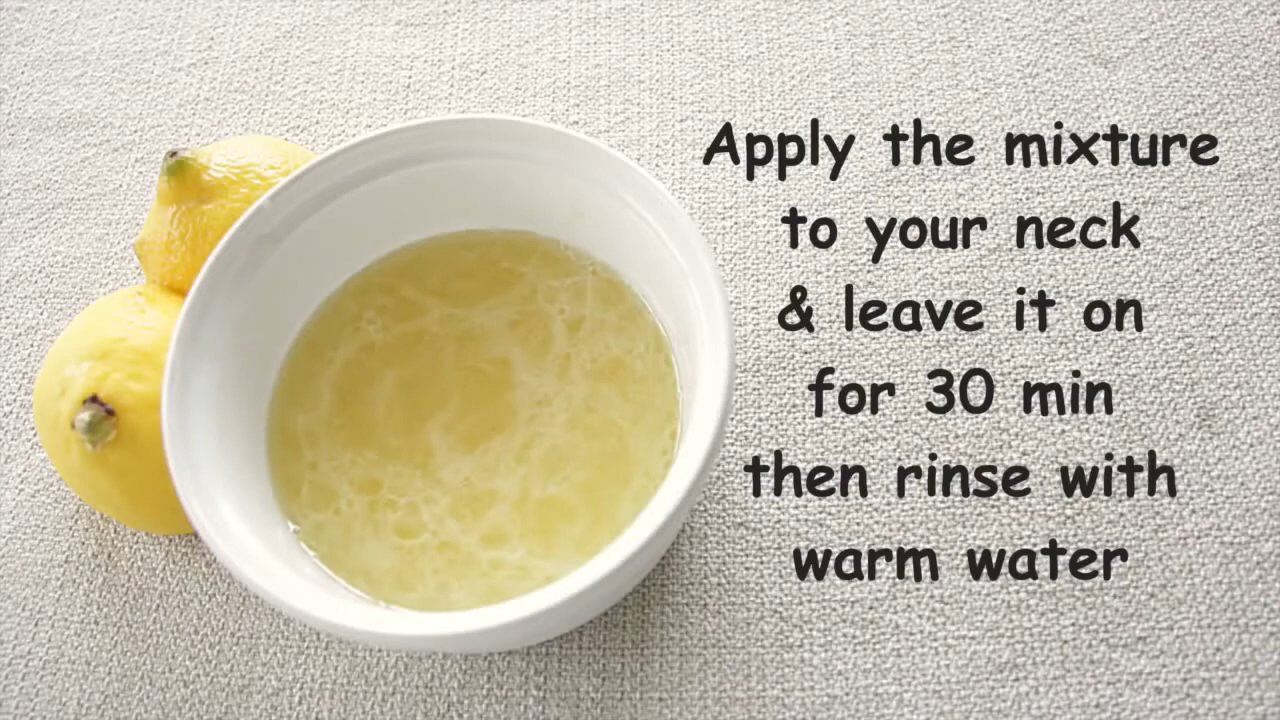 Apply the mixture
to your neck
& leave it on
for 30 min
then rinse with
warm water